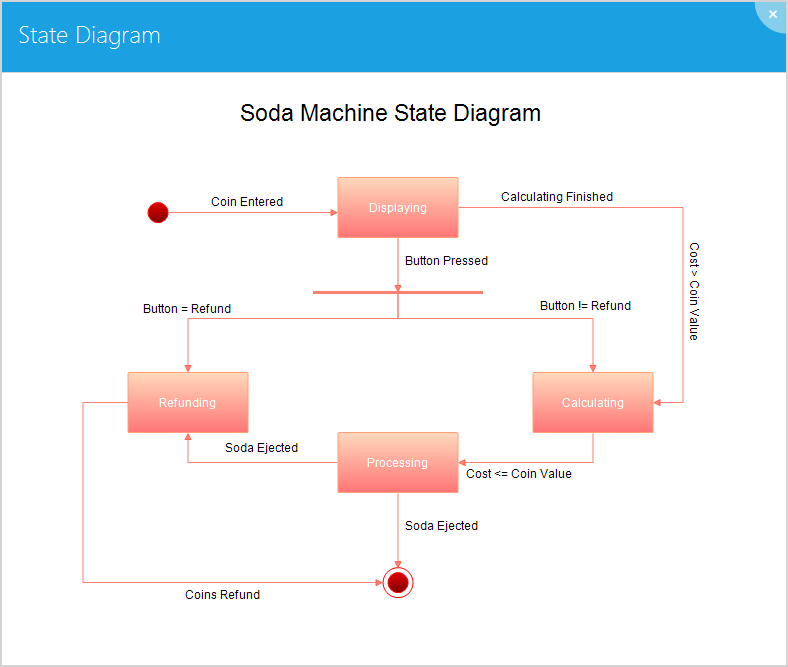 State Diagram
×
Soda Machine State Diagram
Coin Entered
Displaying
Calculating Finished
Button Pressed
Cost > Coin Value
Button = Refund
Button != Refund
Refunding
Calculating
Soda Ejected
Processing
Cost <= Coin Value
Soda Ejected
Coins Refund